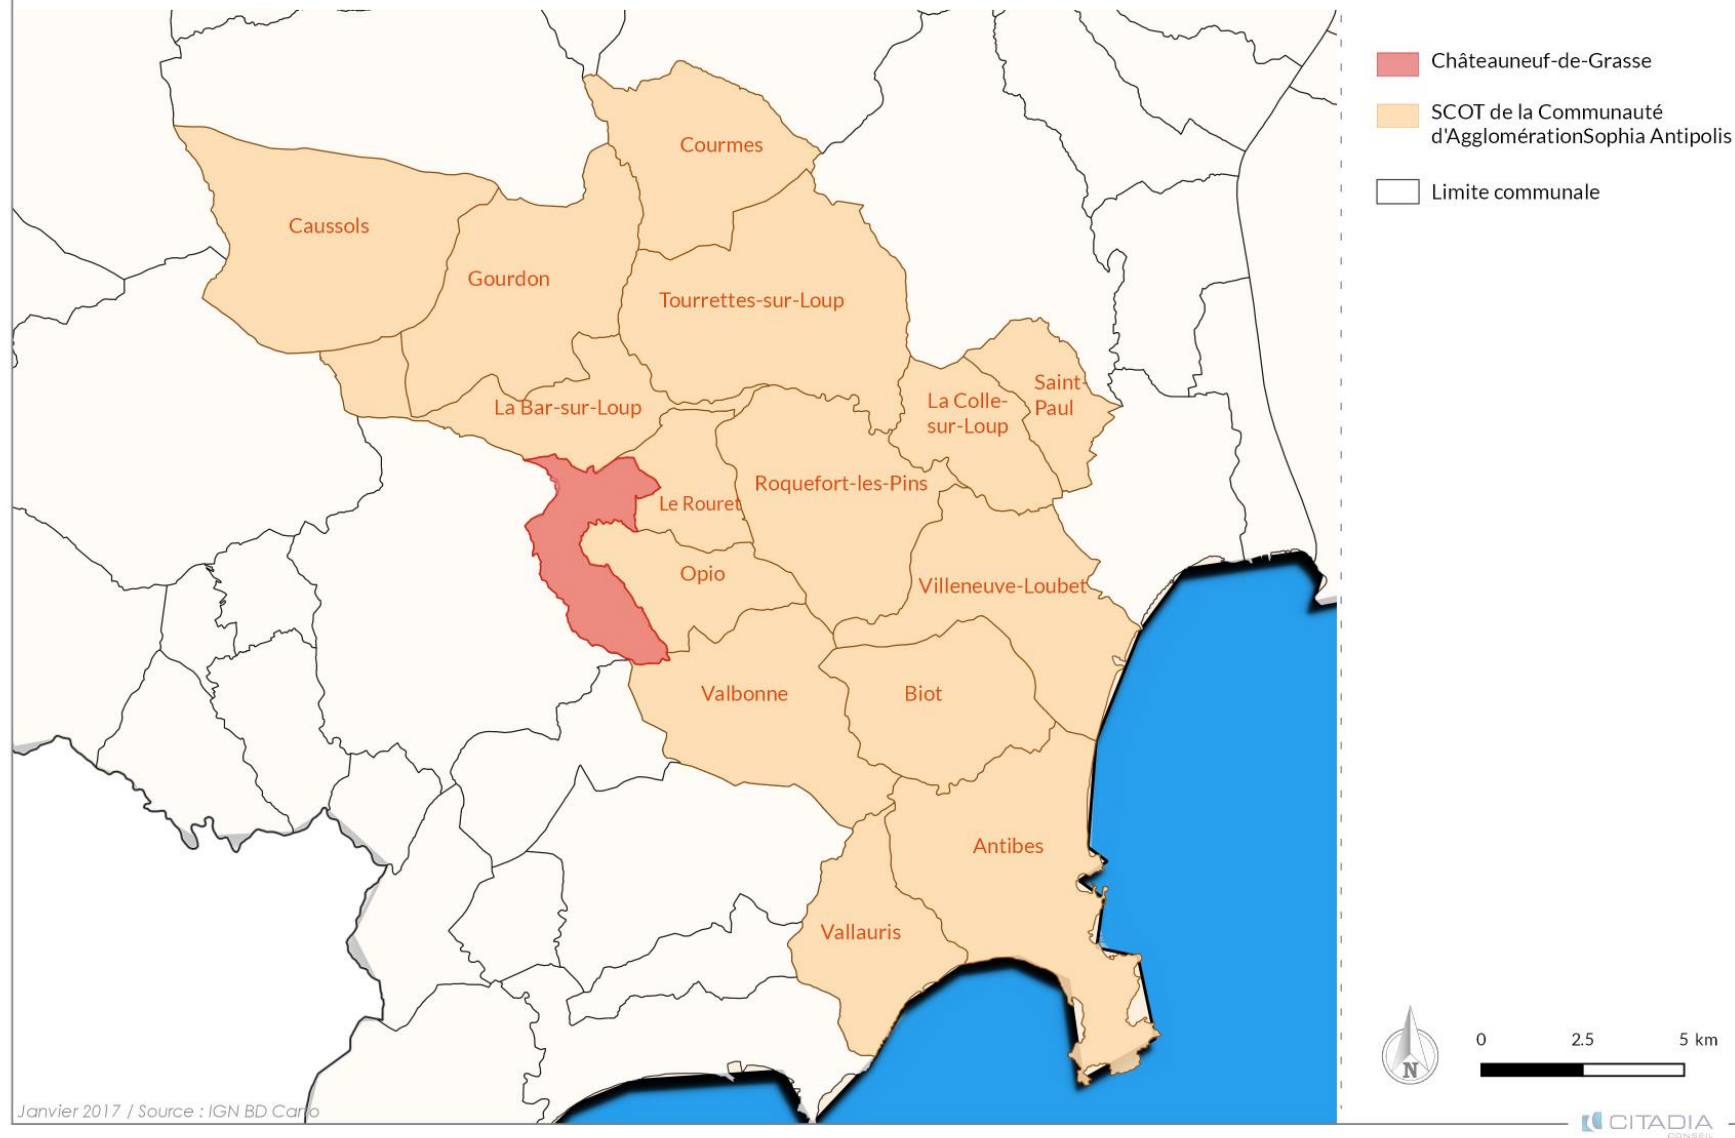 Châteauneuf-de-Grasse
SCOT de la Communauté
d'AgglomérationSophia Antipolis
Limite communale
Courmes
Caussols
Gourdon
Tourrettes-sur-Loup
Saint-
Paul
La Colle-
sur-Loup
La Bar-sur-Loup
Roquefort-les-Pins
Le Rouret
Opio
Villeneuve-Loubet
Valbonne
Biot
Antibes
Vallauris
0 2.5 5 km
N
Janvier 2017 / Source : IGN BD Carto
CITADIA
CONSEIL